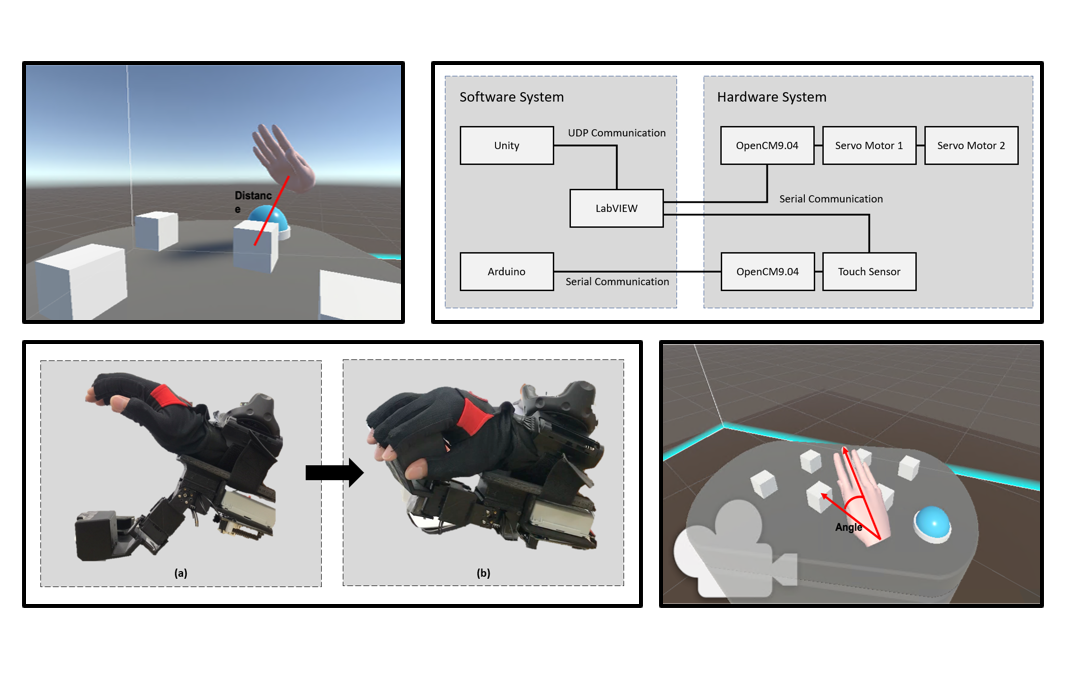 Distanc
e
Software System
Hardware System
Unity
UDP Communication
OpenCM9.04
Servo Motor 1
Servo Motor 2
LabVIEW
Serial Communication
Arduino
Serial Communication
OpenCM9.04
Touch Sensor
(a)
(b)
Angle